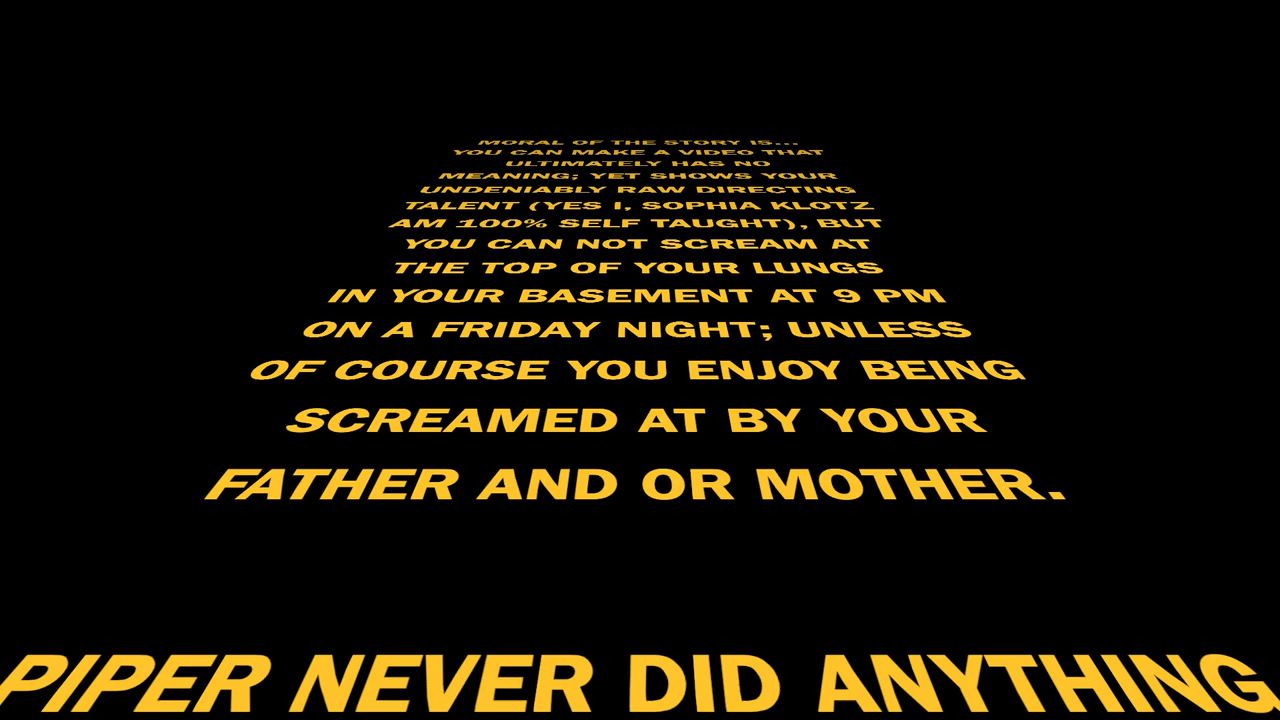 MORAL OF THE STORY IS...
YOU CAN MAKE A VIDEO THAT
ULTIMATELY HAS NO
MEANING; YET SHOWS YOUR
UNDENIABLY RAW DIRECTING
TALENT (YES I, SOPHIA KLOTZ
AM 100% SELF TAUGHT), BUT
YOU CAN NOT SCREAM AT
THE TOP OF YOUR LUNGS
IN YOUR BASEMENT AT 9 PM
ON A FRIDAY NIGHT; UNLESS
OF COURSE YOU ENJOY BEING
SCREAMED AT BY YOUR
FATHER AND OR MOTHER.
PIPER NEVER DID ANYTHING